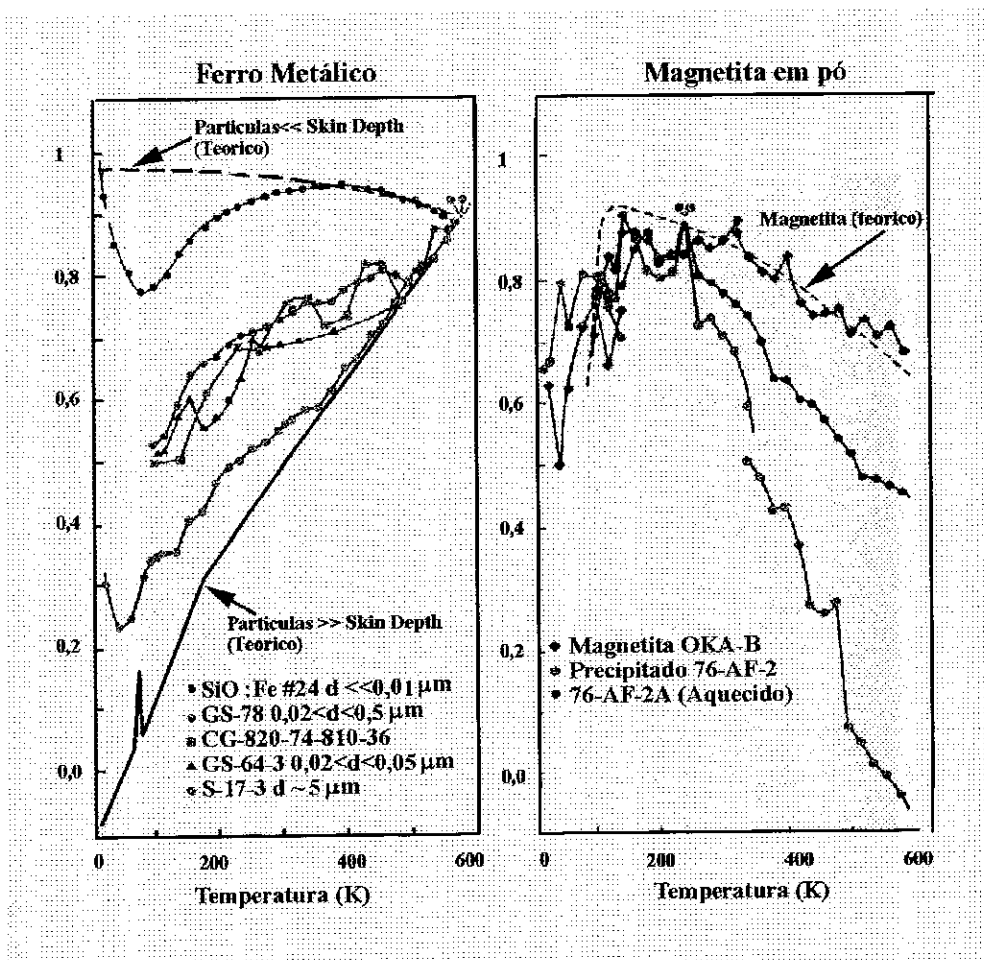 Ferro Metálico
Particulas<< Skin Depth
(Teorico)
1
0,8
0,6
0,4
0,2
0,0
Particulas >> Skin Depth
(Teorico)
SiO :Fe #24 d <<0,01 μm
GS-78 0,02<d<0,5 μm
CG-820-74-810-36
GS-64-3 0,02<d<0,05 μm
S-17-3 d ~ 5 μm
0
200
400
600
Temperatura (K)
Magnetita em pó
1
0,8
0,6
0,4
0,2
0,0
Magnetita (teorico)
Magnetita OKA-B
Precipitado 76-AF-2
76-AF-2A (Aquecido)
0
200
400
600
Temperatura (K)